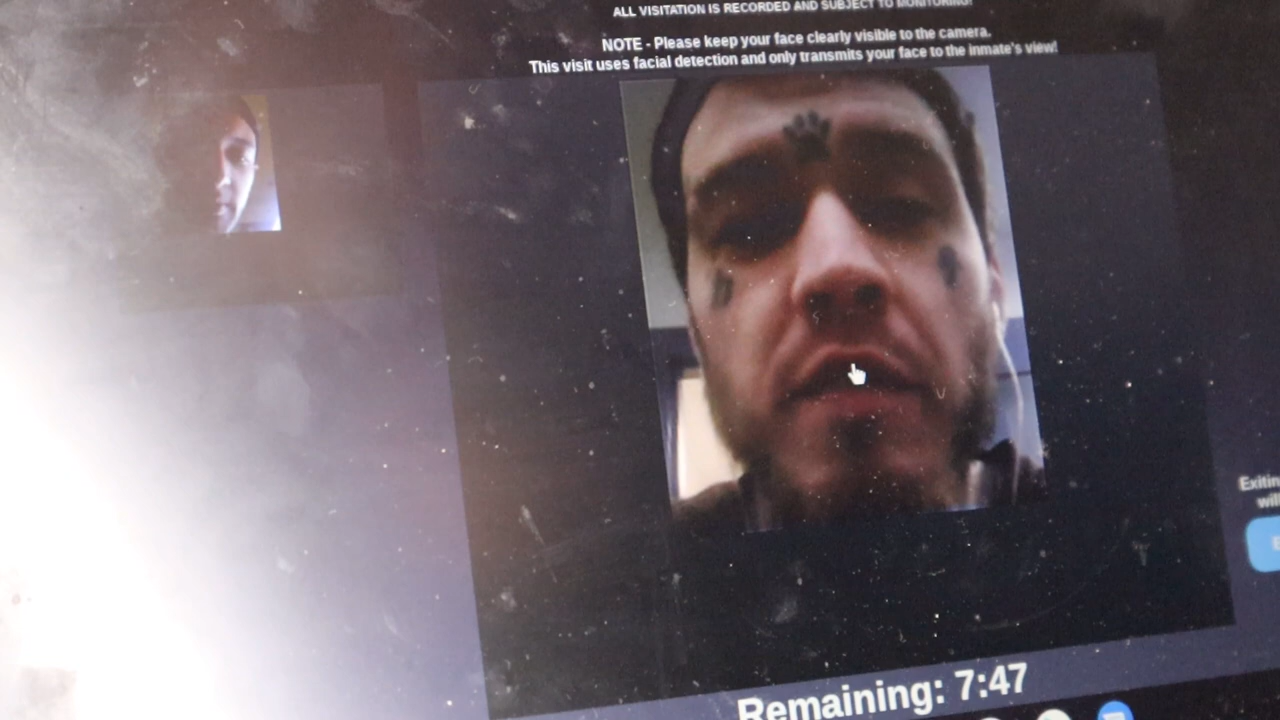 ALL VISITATION IS RECORDED AND SUBJECT TO MONITORING!
NOTE - Please keep your face clearly visible to the camera.
This visit uses facial detection and only transmits your face to the inmate's view!
Remaining: 7:47